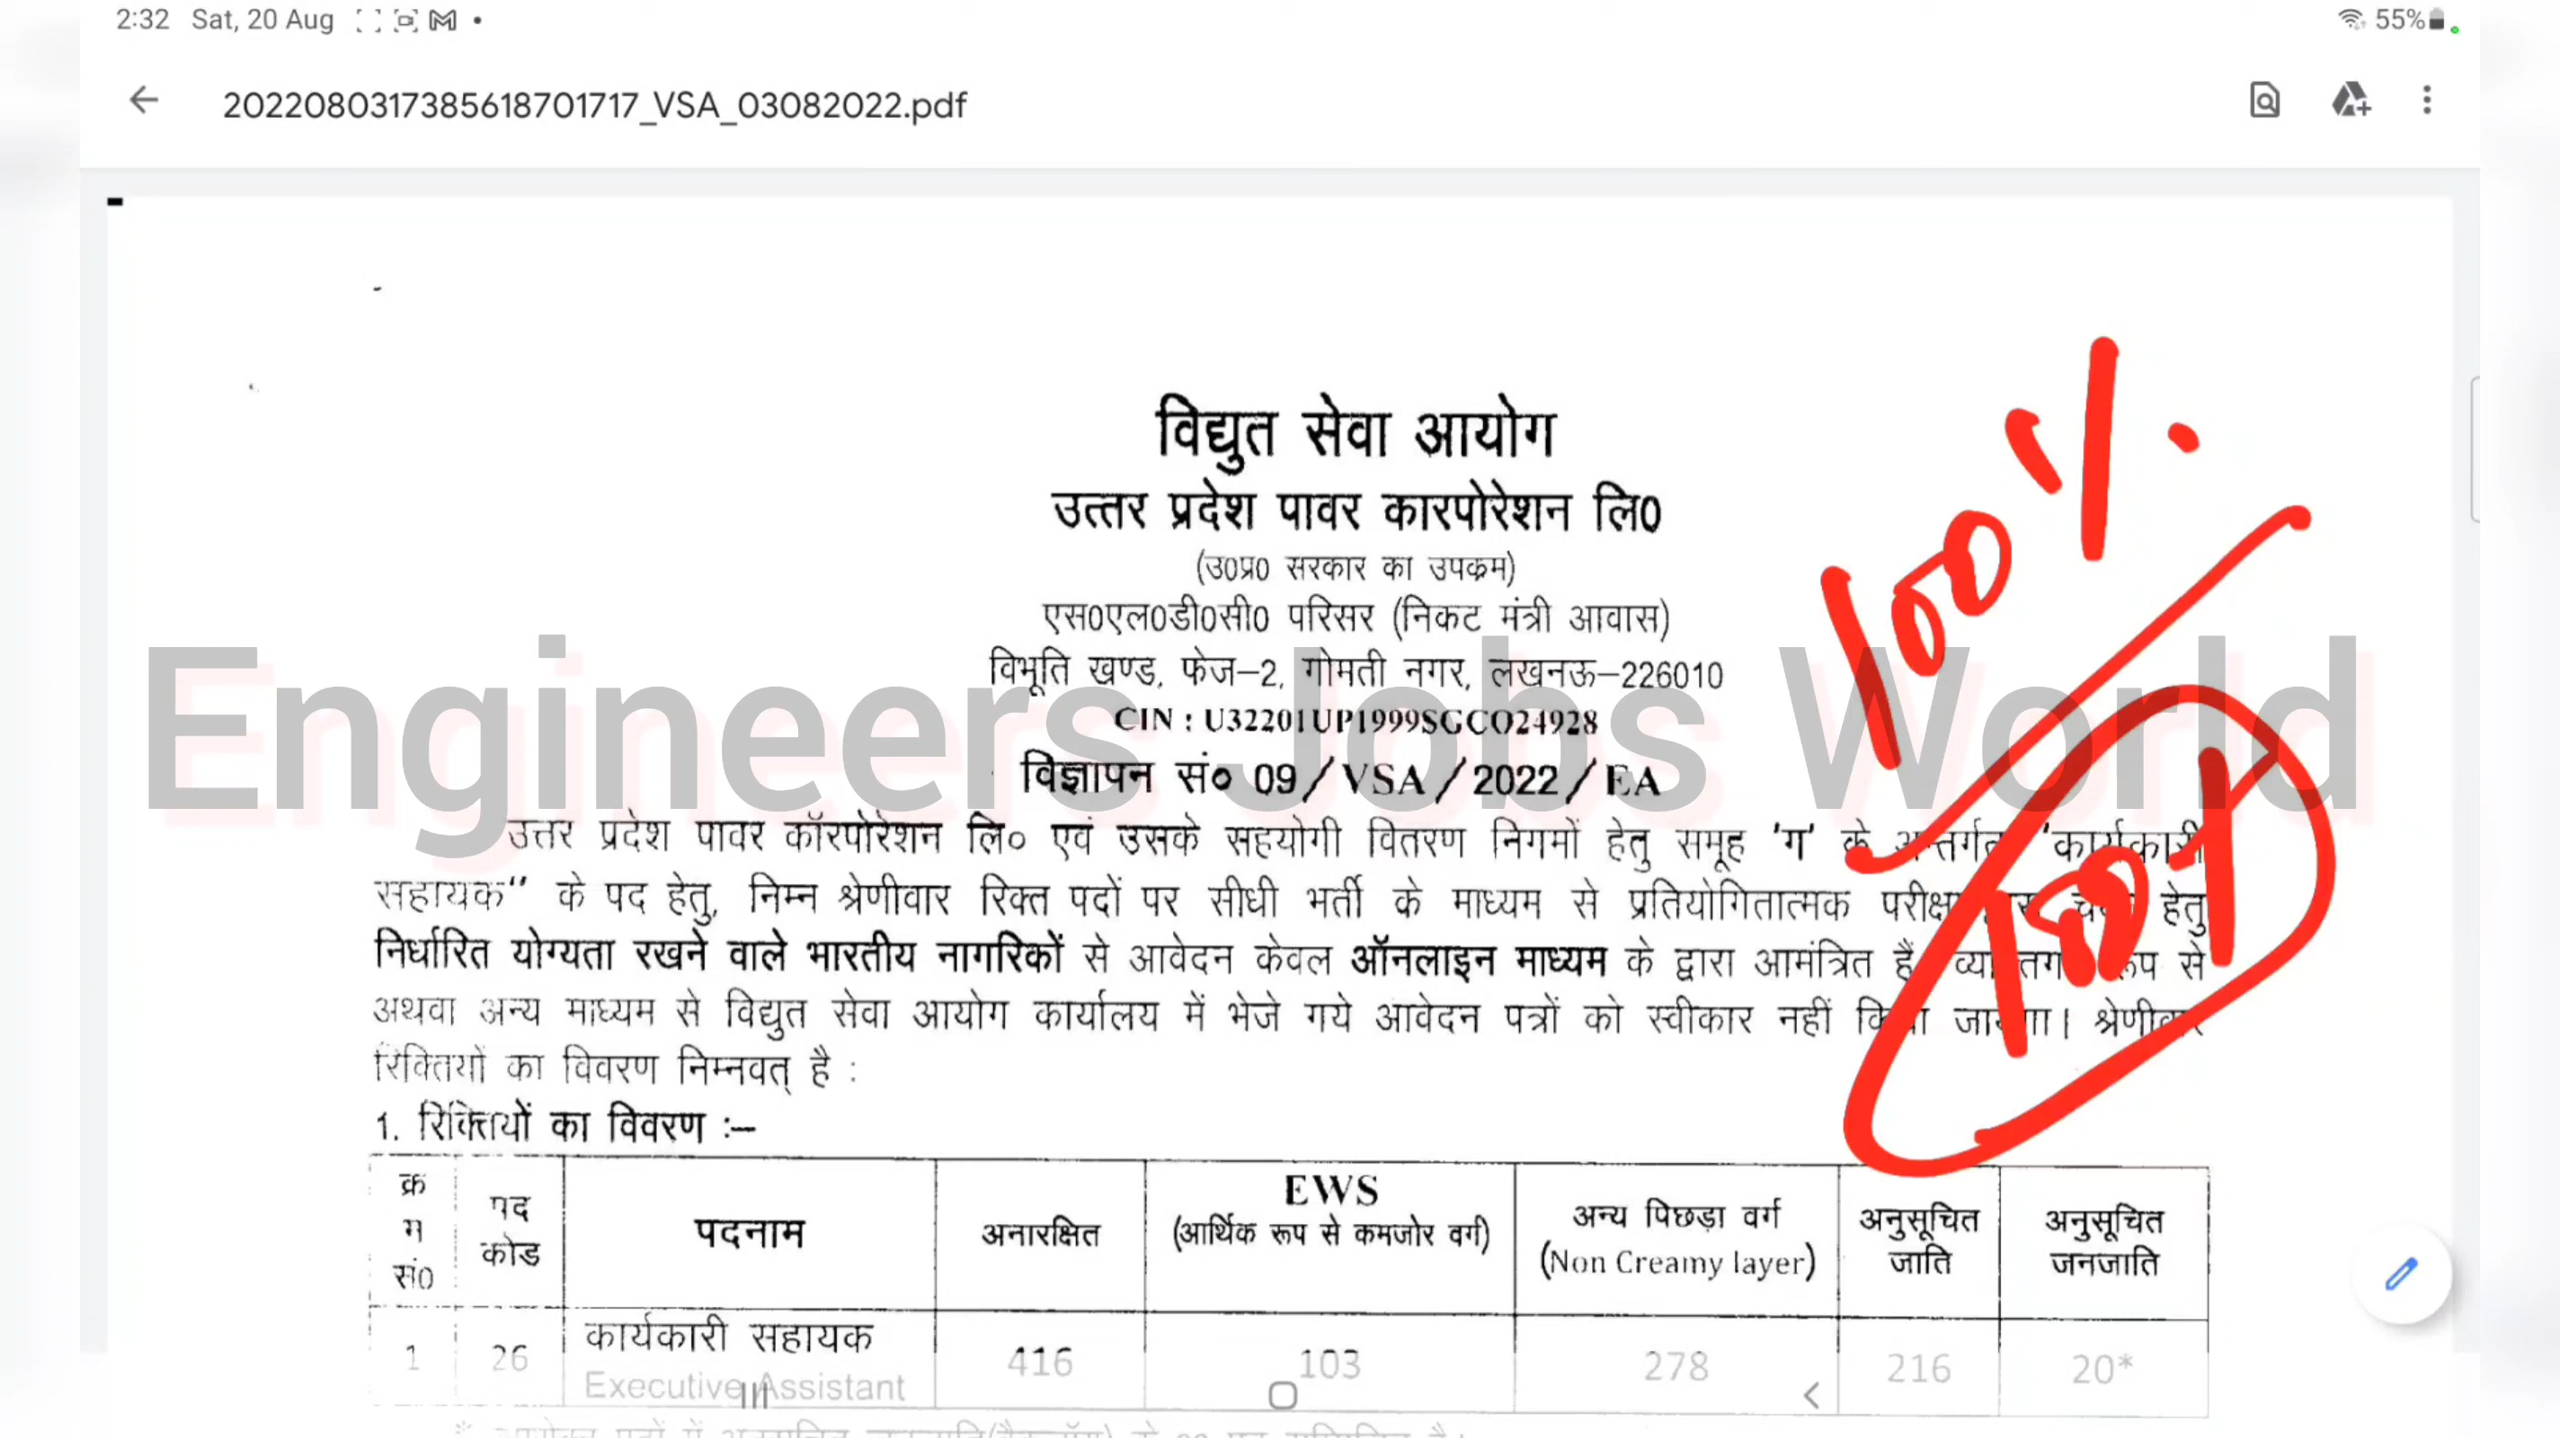 2:32 Sat, 20 Aug
55%
2022080317385618701717_VSA_03082022.pdf
विद्युत सेवा आयोग
उत्तर प्रदेश पावर कारपोरेशन लि0
(उ0प्र0 सरकार का उपक्रम)
एस0एल0डी0सी0 परिसर (निकट मंत्री आवास)
विभूति खण्ड, फेज–2, गोमती नगर, लखनऊ–226010
CIN : U32201UP1999SGCO24928
विज्ञापन सं० 09/VSA/2022/EA
100%
Engineers Jobs World
उत्तर प्रदेश पावर कॉरपोरेशन लि० एवं उसके सहयोगी वितरण निगमों हेतु समूह 'ग' के अन्तर्गत 'कार्यकारी
सहायक" के पद हेतु, निम्न श्रेणीवार रिक्त पदों पर सीधी भर्ती के माध्यम से प्रतियोगितात्मक हेतु
निर्धारित योग्यता रखने वाले भारतीय नागरिकों से आवेदन केवल ऑनलाइन माध्यम के द्वारा आमंत्रित हैं से
अथवा अन्य माध्यम से विद्युत सेवा आयोग कार्यालय में भेजे गये आवेदन पत्रों को स्वीकार नहीं किया जायेगा। श्रेणीवार
रिक्तियों का विवरण निम्नवत् है :
1. रिक्तियों का विवरण :–
क्रम सं0 पद कोड पदनाम अनारक्षित EWS (आर्थिक रूप से कमजोर वर्ग) अन्य पिछड़ा वर्ग (Non Creamy layer) अनुसूचित जाति अनुसूचित जनजाति
1 26 कार्यकारी सहायक Executive Assistant 416 103 278 216 20*